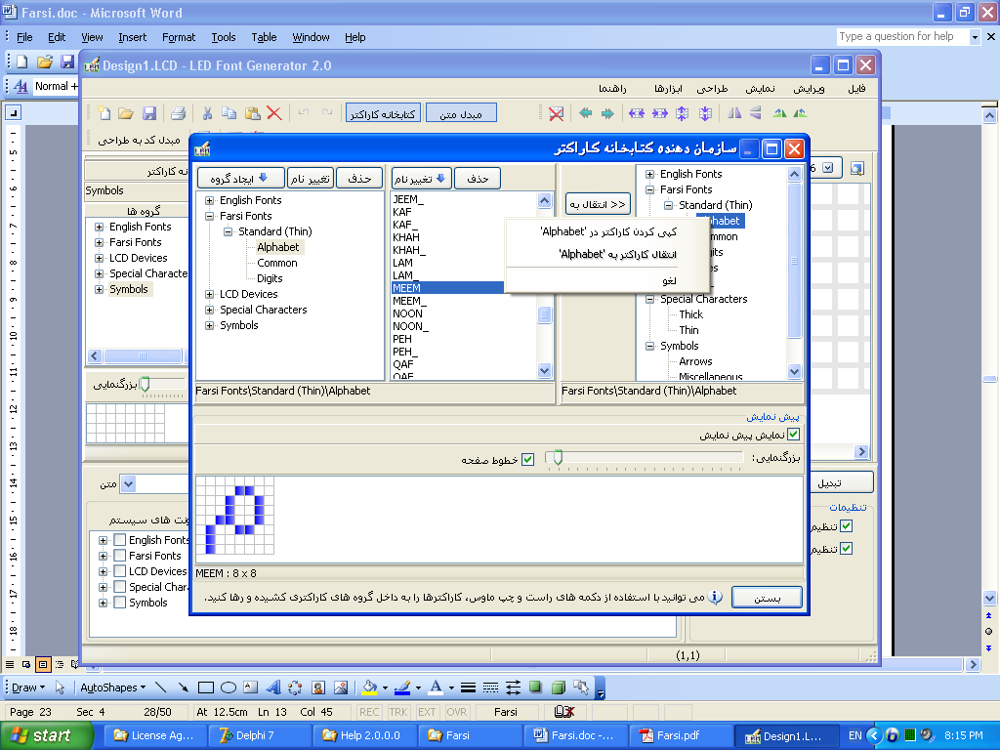 Farsi.doc - Microsoft Word
File Edit View Insert Format Tools Table Window Help
Type a question for help
Normal +
Design1.LCD - LED Font Generator 2.0
فایل ویرایش نمایش طراحی ابزارها راهنما
کتابخانه کاراکتر مبدل متن
مبدل کد به طراحی
Symbols
گروه ها
English Fonts
Farsi Fonts
LCD Devices
Special Characte
Symbols
بزرگنمایی
متن
English Fonts
Farsi Fonts
LCD Devices
Special Chara
Symbols
تبدیل
تنظیمات
تنظیم
تنظیم
(1,1)
سازمان دهنده کتابخانه کاراکتر
ایجاد گروه تغییر نام حذف
English Fonts
Farsi Fonts
Standard (Thin)
Alphabet
Common
Digits
LCD Devices
Special Characters
Symbols
Farsi Fonts\Standard (Thin)\Alphabet
تغییر نام حذف
JEEM_
KAF
KAF_
KHAH
KHAH_
LAM
LAM_
MEEM
MEEM_
NOON
NOON_
PEH
PEH_
QAF
QAF
انتقال به >>
کپی کردن کاراکتر در 'Alphabet'
انتقال کاراکتر به 'Alphabet'
لغو
English Fonts
Farsi Fonts
Standard (Thin)
phabet
mmon
gits
Special Characters
Thick
Thin
Symbols
Arrows
Miscellaneous
Farsi Fonts\Standard (Thin)\Alphabet
پیش نمایش
نمایش پیش نمایش
بزرگنمایی:
خطوط صفحه
MEEM : 8 x 8
می توانید با استفاده از دکمه های راست و چپ ماوس، کاراکترها را به داخل گروه های کاراکتری کشیده و رها کنید.
بستن
Draw AutoShapes
Page 23 Sec 4 28/50 At 12.5cm Ln 13 Col 45 REC TRK EXT OVR Farsi
start License Ag... Delphi 7 Help 2.0.0.0 Farsi Farsi.doc -... Farsi.pdf Design1.L... EN 8:15 PM